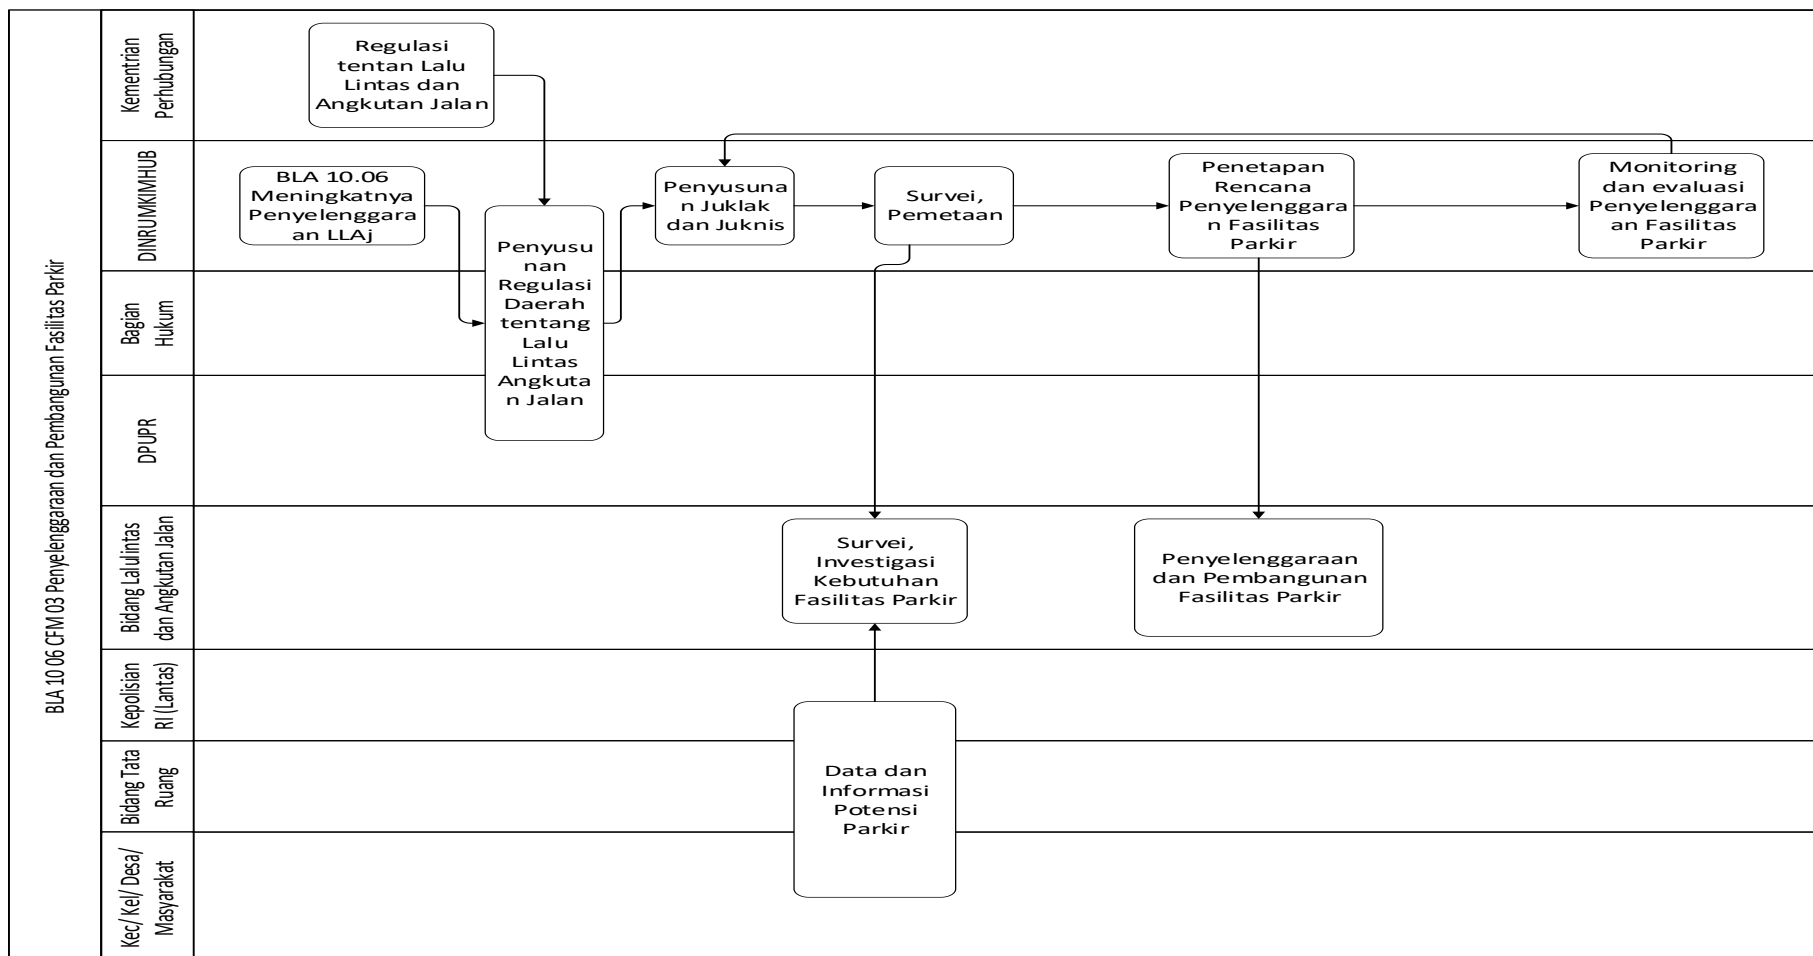 BLA 10 06 CFM 03 Penyelenggaraan dan Pembangunan Fasilitas Parkir
Kementrian
Perhubungan
Regulasi
tentan Lalu
Lintas dan
Angkutan Jalan
DINRUMKIMHUB
BLA 10.06
Meningkatnya
Penyelenggara
an LLAj
Penyusu
nan
Regulasi
Daerah
tentang
Lalu
Lintas
Angkuta
n Jalan
Penyusuna
n Juklak
dan Juknis
Survei,
Pemetaan
Penetapan
Rencana
Penyelenggara
n Fasilitas
Parkir
Monitoring
dan evaluasi
Penyelenggara
an Fasilitas
Parkir
Bagian
Hukum
DPUPR
Bidang Lalulintas
dan Angkutan Jalan
Survei,
Investigasi
Kebutuhan
Fasilitas Parkir
Penyelenggaraan
dan Pembangunan
Fasilitas Parkir
Kepolisian
RI (Lantas)
Bidang Tata
Ruang
Data dan
Informasi
Potensi
Parkir
Kec/ Kel/ Desa/
Masyarakat